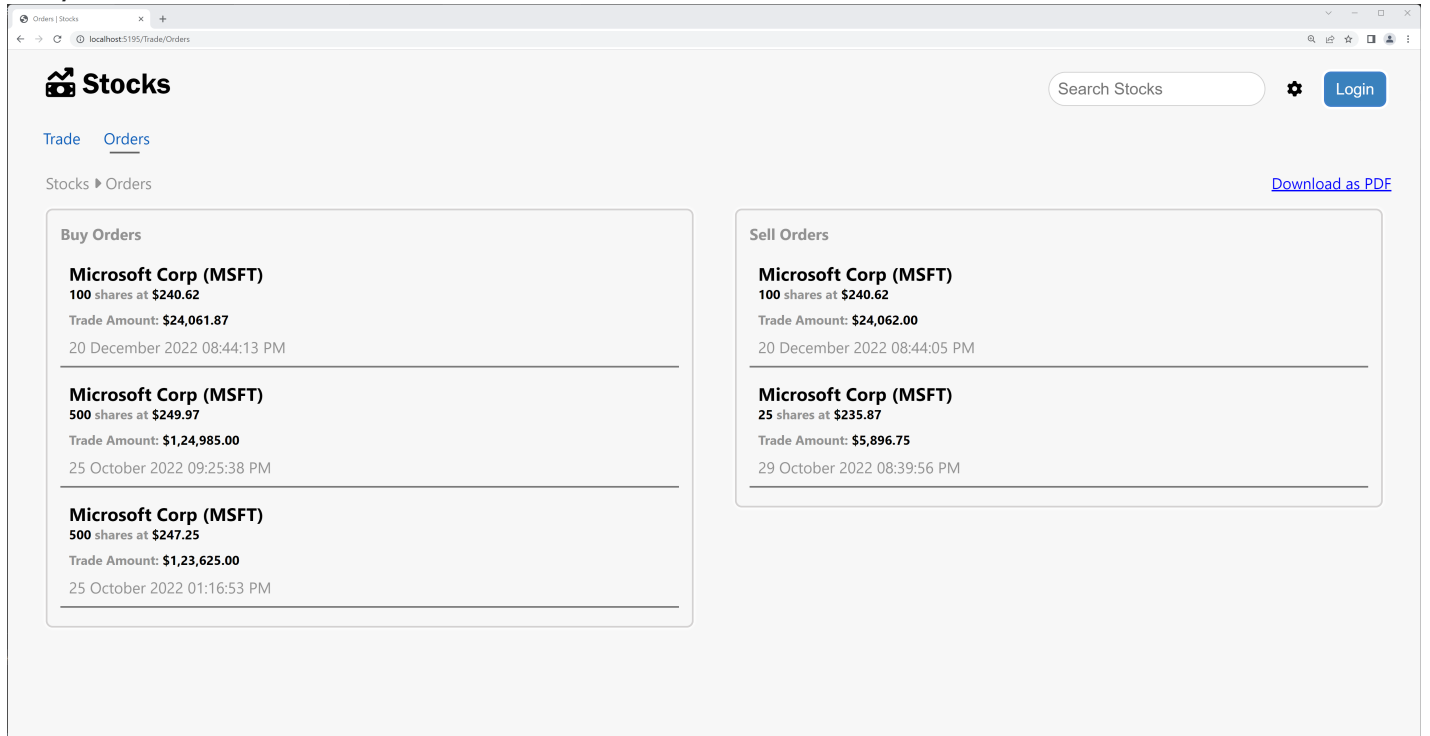 Orders | Stocks
localhost:5195/Trade/Orders
Stocks
Search Stocks
Login
Trade Orders
Stocks Orders
Download as PDF
Buy Orders
Microsoft Corp (MSFT)
100 shares at $240.62
Trade Amount: $24,061.87
20 December 2022 08:44:13 PM
Microsoft Corp (MSFT)
500 shares at $249.97
Trade Amount: $1,24,985.00
25 October 2022 09:25:38 PM
Microsoft Corp (MSFT)
500 shares at $247.25
Trade Amount: $1,23,625.00
25 October 2022 01:16:53 PM
Sell Orders
Microsoft Corp (MSFT)
100 shares at $240.62
Trade Amount: $24,062.00
20 December 2022 08:44:05 PM
Microsoft Corp (MSFT)
25 shares at $235.87
Trade Amount: $5,896.75
29 October 2022 08:39:56 PM